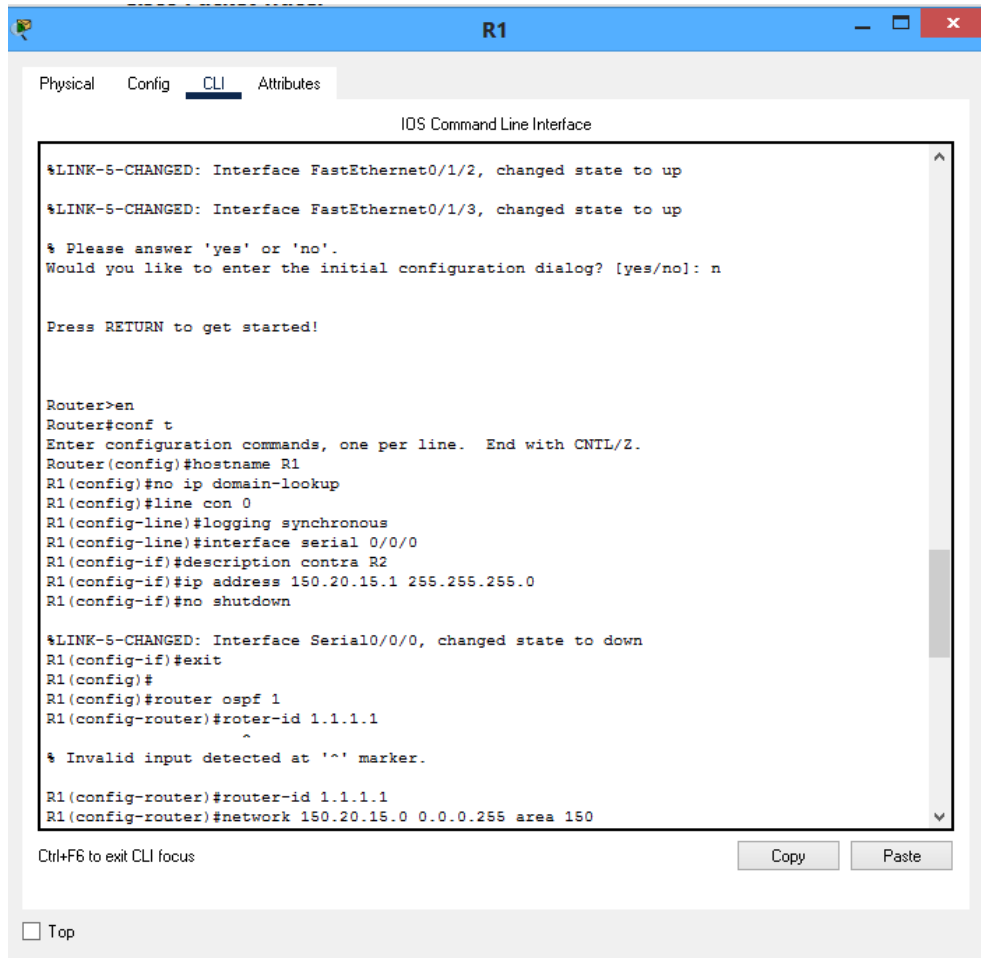 R1
Physical Config CLI Attributes
IOS Command Line Interface
%LINK-5-CHANGED: Interface FastEthernet0/1/2, changed state to up
%LINK-5-CHANGED: Interface FastEthernet0/1/3, changed state to up
% Please answer 'yes' or 'no'.
Would you like to enter the initial configuration dialog? [yes/no]: n
Press RETURN to get started!
Router>en
Router#conf t
Enter configuration commands, one per line.  End with CNTL/Z.
Router(config)#hostname R1
R1(config)#no ip domain-lookup
R1(config)#line con 0
R1(config-line)#logging synchronous
R1(config-line)#interface serial 0/0/0
R1(config-if)#description contra R2
R1(config-if)#ip address 150.20.15.1 255.255.255.0
R1(config-if)#no shutdown
%LINK-5-CHANGED: Interface Serial0/0/0, changed state to down
R1(config-if)#exit
R1(config)#
R1(config)#router ospf 1
R1(config-router)#roter-id 1.1.1.1
^
% Invalid input detected at '^' marker.
R1(config-router)#router-id 1.1.1.1
R1(config-router)#network 150.20.15.0 0.0.0.255 area 150
Ctrl+F6 to exit CLI focus
Copy Paste
Top